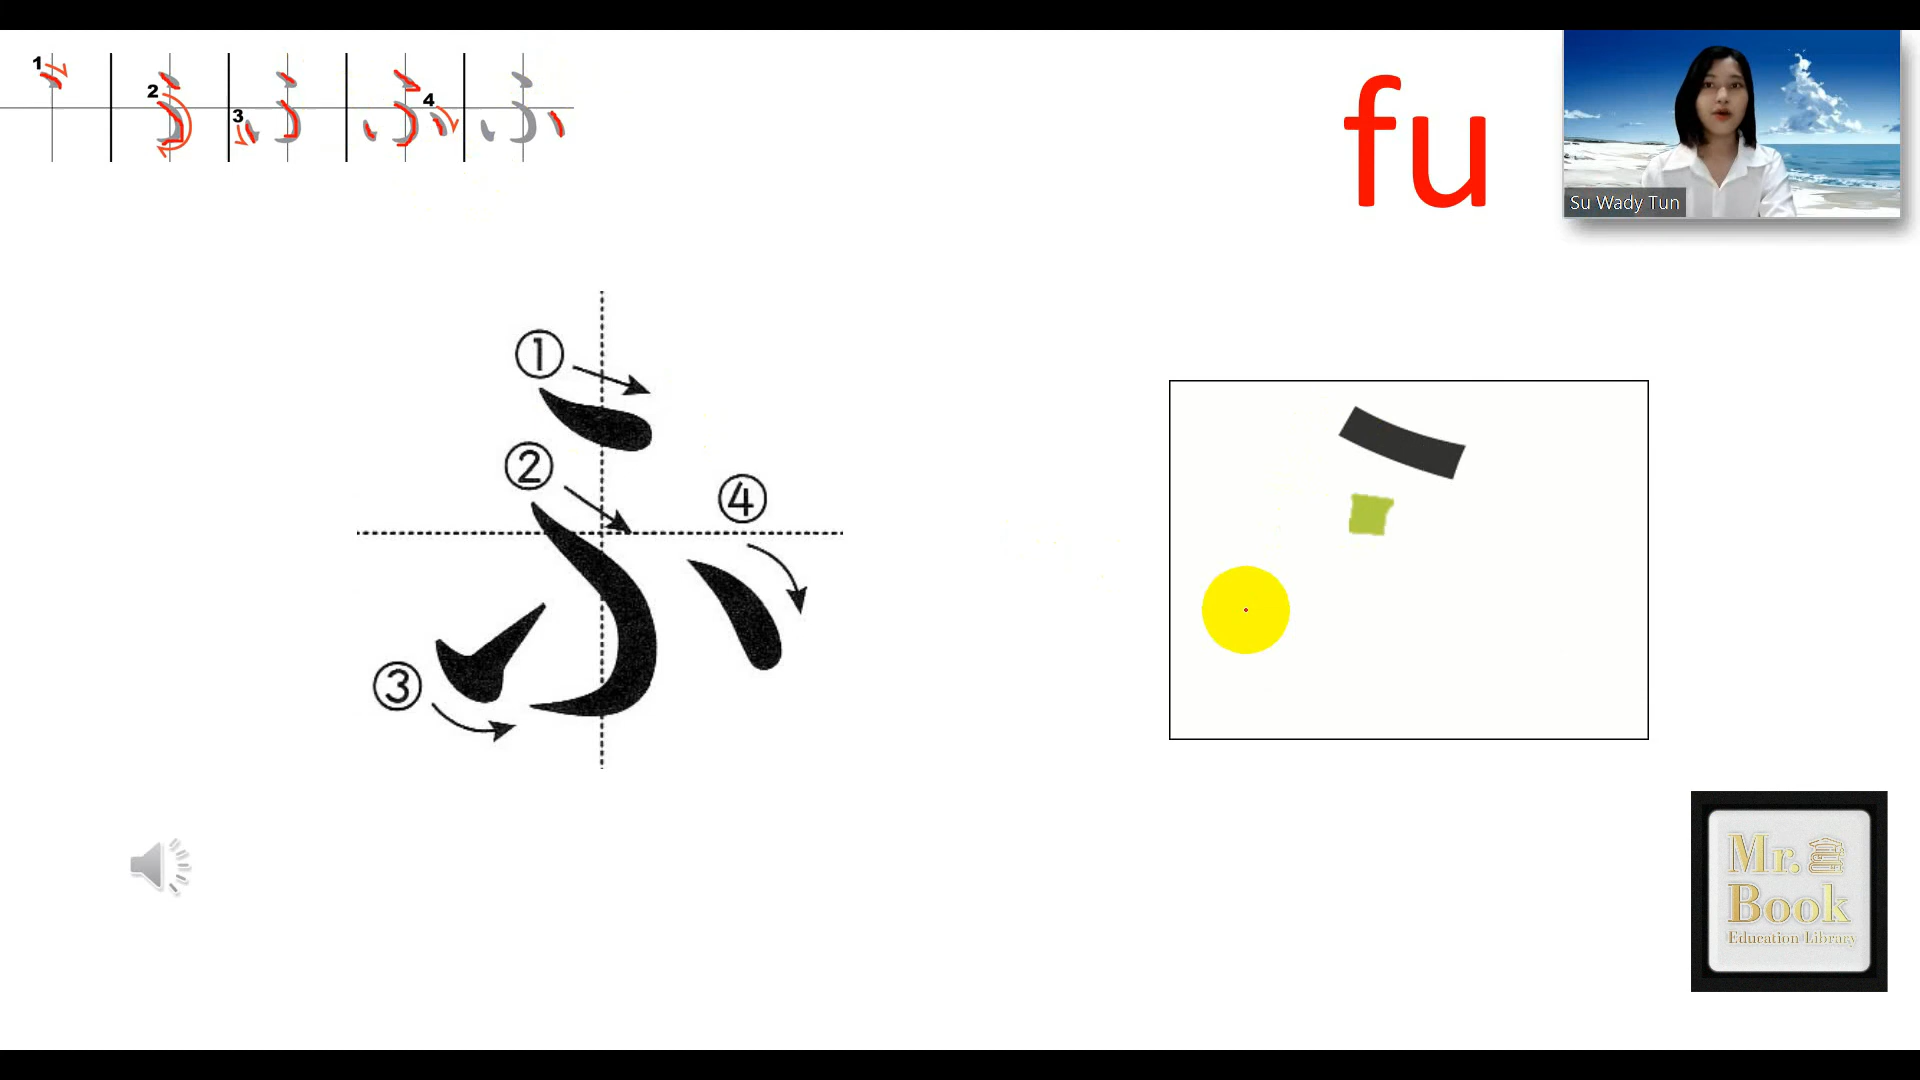 1 2 3 4
fu
Su Wady Tun
①
②
④
③
ふ
Mr.
Book
Education Library